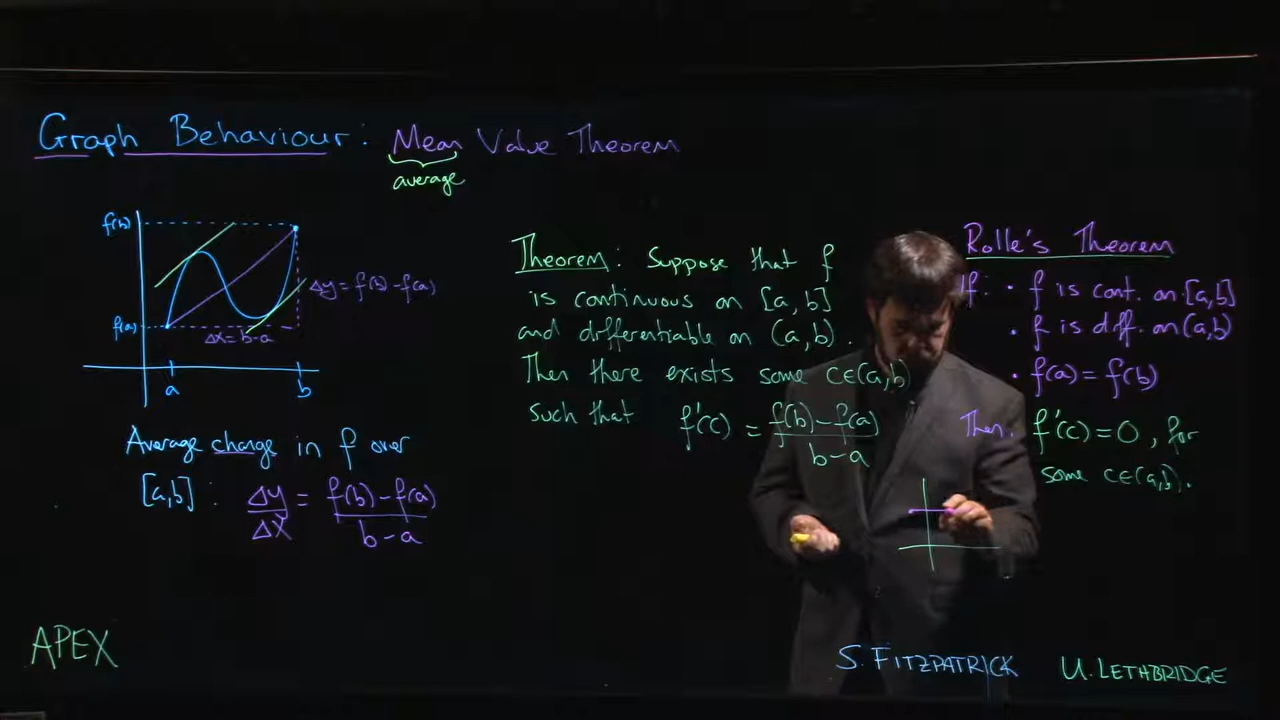 Graph Behaviour: Mean Value Theorem
average
f(b)
f(a)
Δy = f(b) - f(a)
Δx = b-a
a
b
Average change in f over
[a,b] : Δy/Δx = f(b) - f(a)/b-a
Theorem: Suppose that f
is continuous on [a,b]
and differentiable on (a,b).
Then there exists some c∈(a,b)
such that f'(c) = f(b) - f(a)/b-a
Rolle's Theorem
If: • f is cont. on [a,b]
• f is diff. on (a,b)
• f(a) = f(b)
Then: f'(c) = 0, for
some c∈(a,b).
APEX
S. FITZPATRICK U. LETHBRIDGE